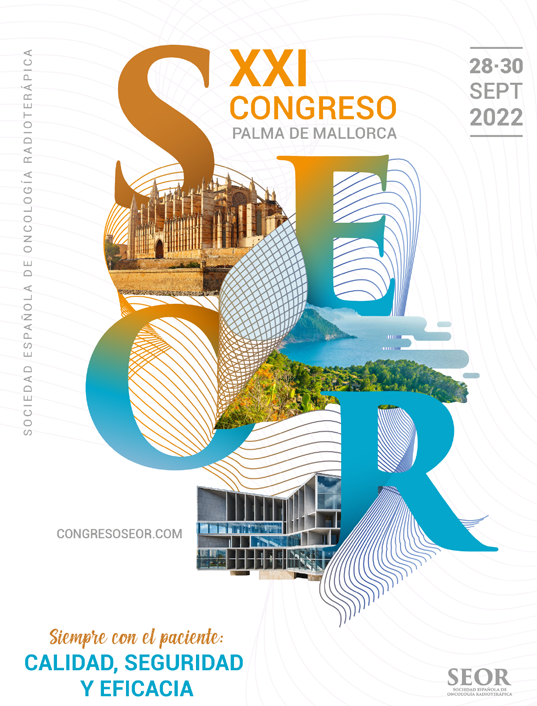 XXI
CONGRESO
PALMA DE MALLORCA
28·30
SEPT
2022
SOCIEDAD ESPAÑOLA DE ONCOLOGÍA RADIOTERÁPICA
S
E
O
R
CONGRESOSEOR.COM
Siempre con el paciente:
CALIDAD, SEGURIDAD
Y EFICACIA
SEOR
SOCIEDAD ESPAÑOLA DE
ONCOLOGÍA RADIOTERÁPICA